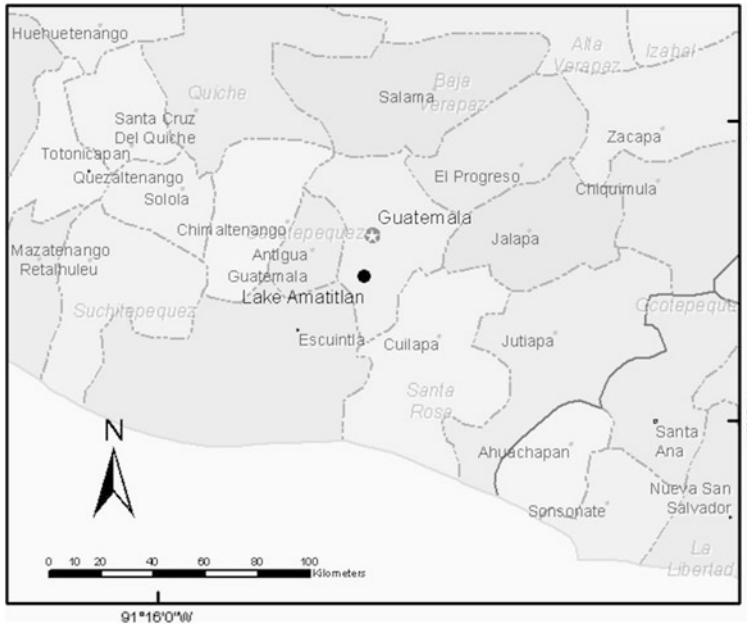 Huehuetenango
Alta
Verapaz
Izabal
Quiche
Baja
Verapaz
Salama
Santa Cruz
Del Quiche
Zacapa
Totonicapan
Quezaltenango
El Progreso
Chiquimula
Solola
Guatemala
Chimaltenango
Jalapa
Antigua
Guatemala
Mazatenango
Retalhuleu
Lake Amatitlan
Suchitepequez
Escuintla
Cuilapa
Jutiapa
Santa
Rosa
Santa
Ana
Ahuachapan
N
Nueva San
Salvador
Sonsonate
La
Libertad
0 10 20 40 60 80 100
Kilometers
91°16'0"W